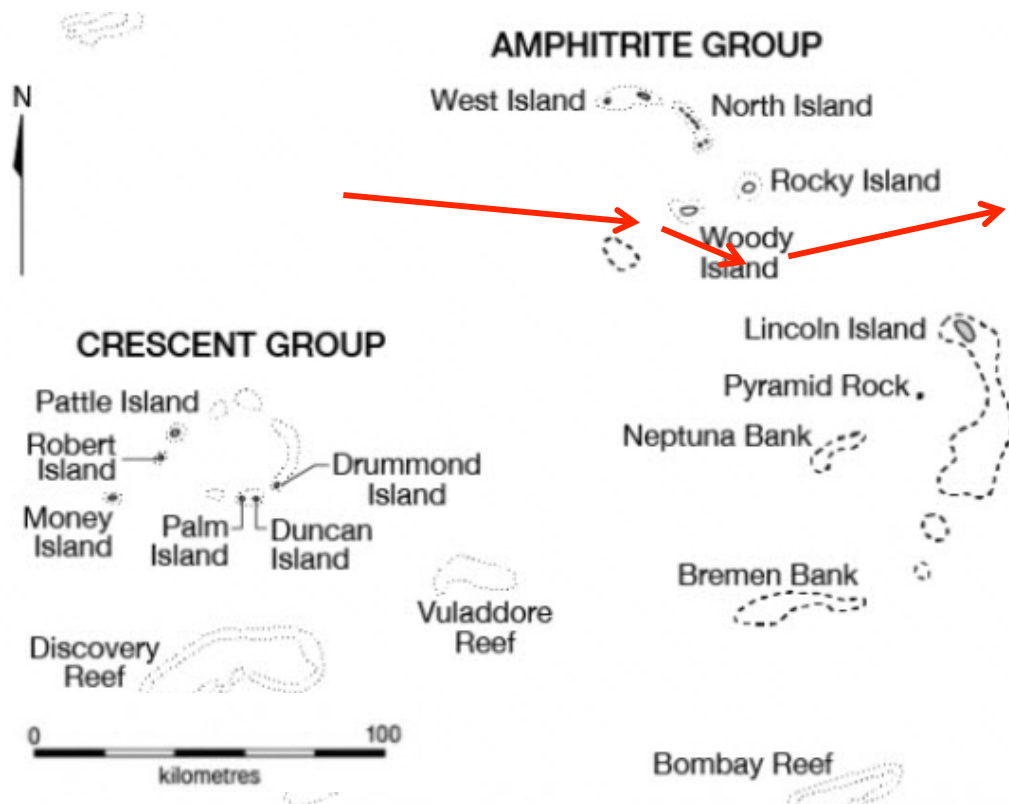 AMPHITRITE GROUP
West Island
North Island
N
Rocky Island
Woody
Island
Lincoln Island
CRESCENT GROUP
Pyramid Rock
Pattle Island
Neptuna Bank
Robert
Island
Drummond
Island
Money
Island
Palm
Island
Duncan
Island
Bremen Bank
Vuladdore
Reef
Discovery
Reef
0 100
kilometres
Bombay Reef